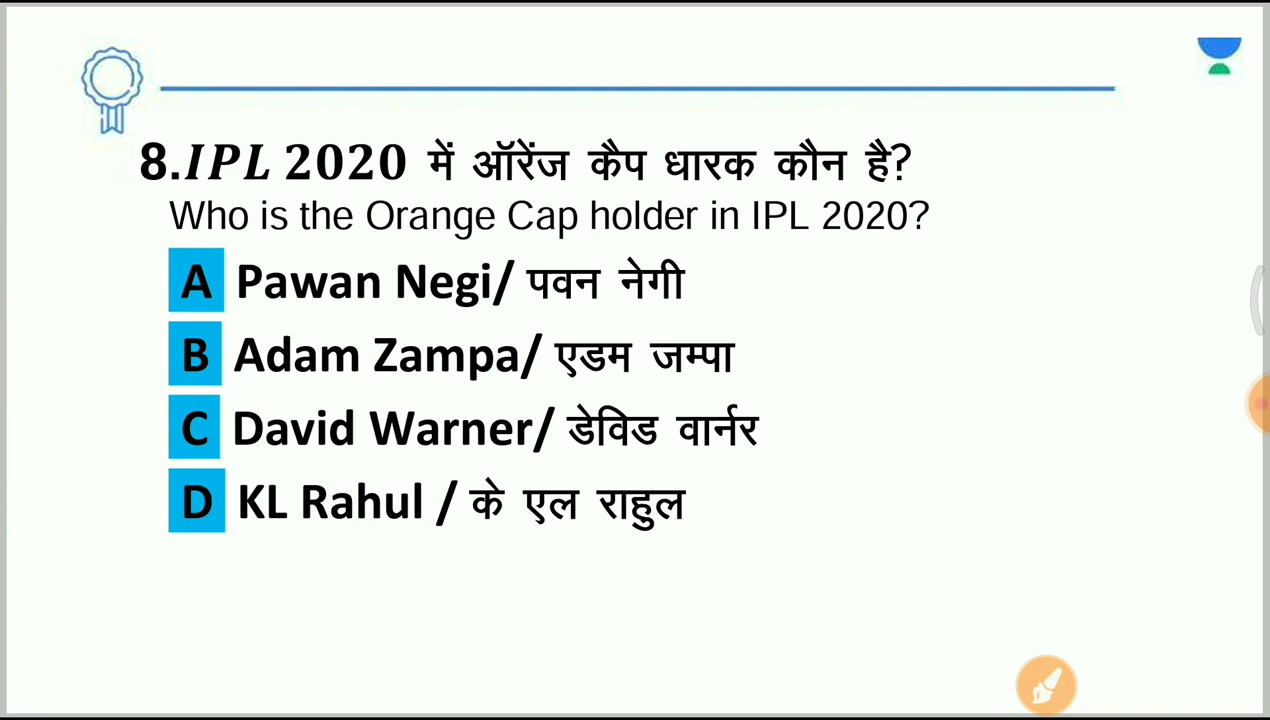 8.IPL 2020 में ऑरेंज कैप धारक कौन है?
Who is the Orange Cap holder in IPL 2020?
A Pawan Negi/ पवन नेगी
B Adam Zampa/ एडम जम्पा
C David Warner/ डेविड वार्नर
D KL Rahul / के एल राहुल